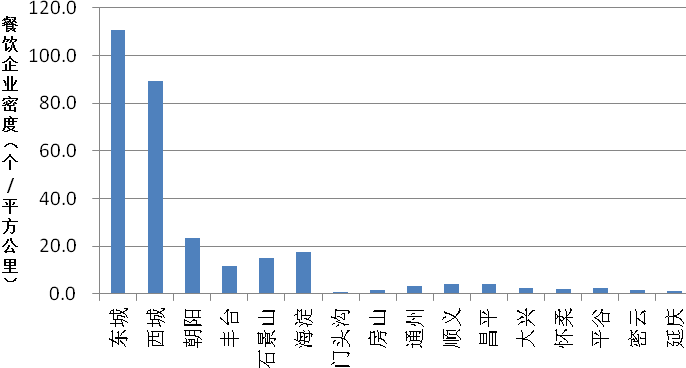 餐饮企业密度（个/平方公里）
120.0
100.0
80.0
60.0
40.0
20.0
0.0
东城
西城
朝阳
丰台
石景山
海淀
门头沟
房山
通州
顺义
昌平
大兴
怀柔
平谷
密云
延庆